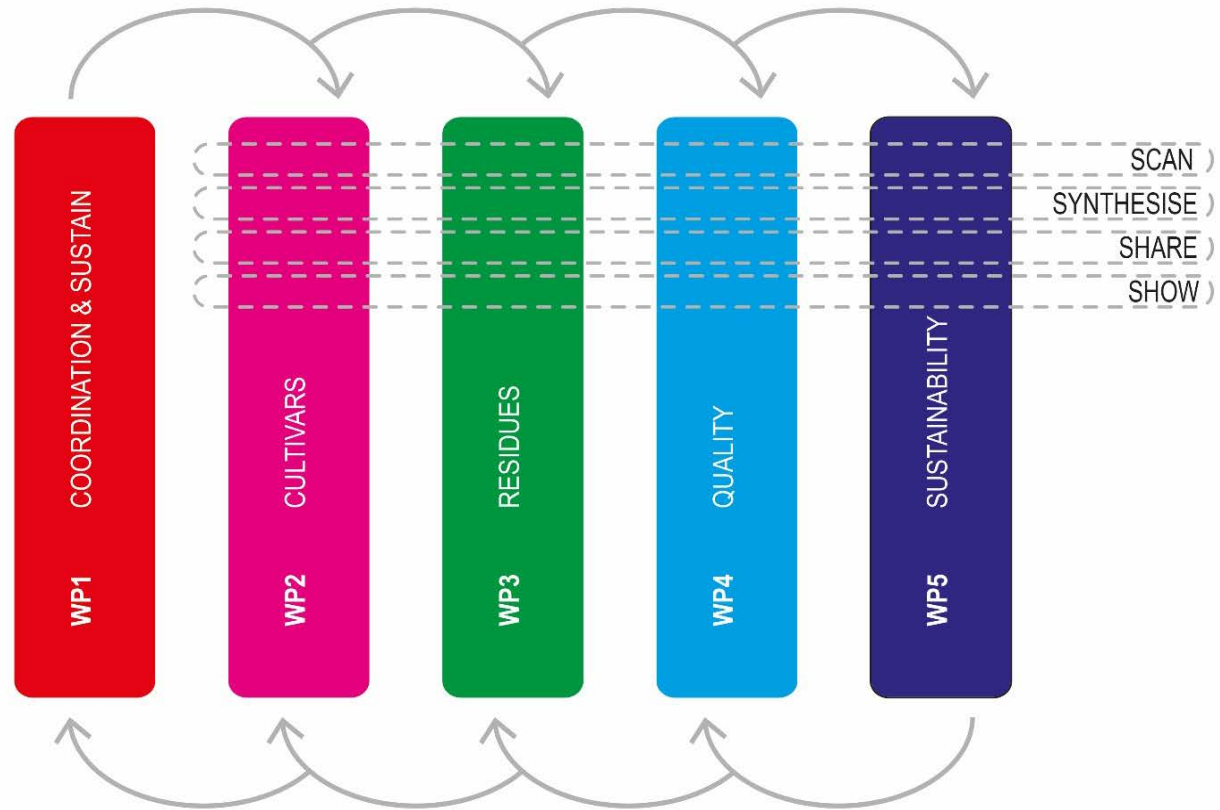 SCAN
SYNTHESISE
SHARE
SHOW
WP1 COORDINATION & SUSTAIN
WP2 CULTIVARS
WP3 RESIDUES
WP4 QUALITY
WP5 SUSTAINABILITY